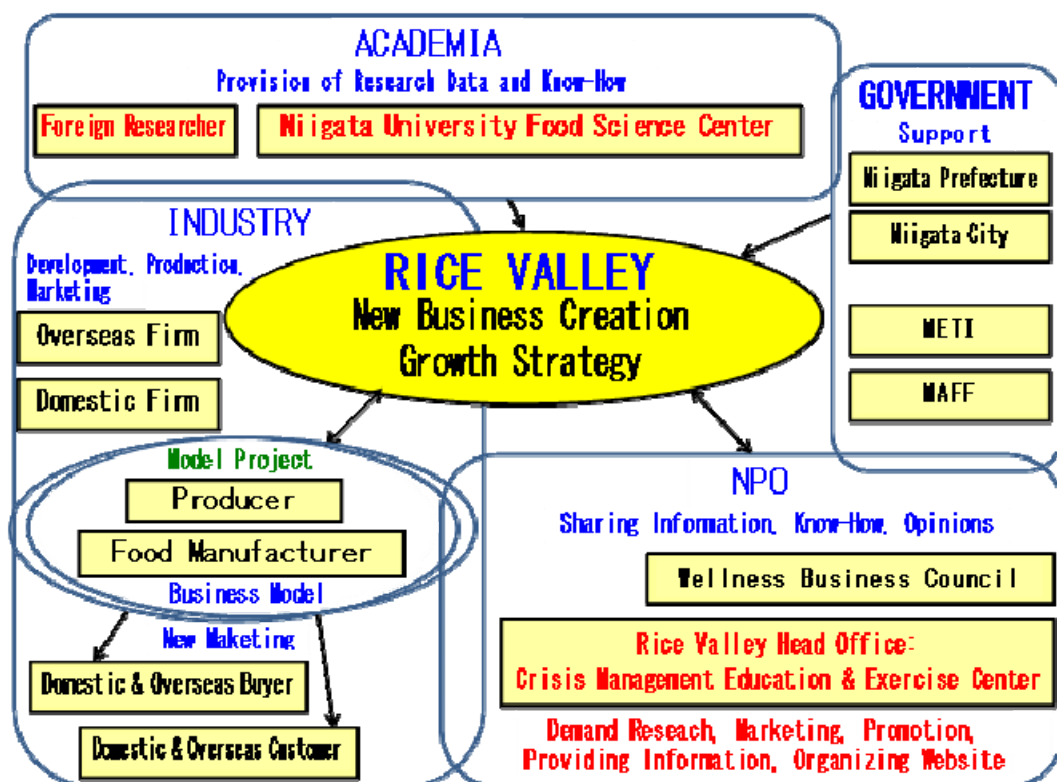 ACADEMIA
Provision of Research Data and Know-How
Foreign Researcher
Niigata University Food Science Center
GOVERNMENT
Support
Niigata Prefecture
Niigata City
METI
MAFF
INDUSTRY
Development, Production,
Marketing
Overseas Firm
Domestic Firm
RICE VALLEY
New Business Creation
Growth Strategy
Model Project
Producer
Food Manufacturer
Business Model
New Maketing
Domestic & Overseas Buyer
Domestic & Overseas Customer
NPO
Sharing Information, Know-How, Opinions
Wellness Business Council
Rice Valley Head Office:
Crisis Management Education & Exercise Center
Demand Reseach, Marketing, Promotion,
Providing Information, Organizing Website